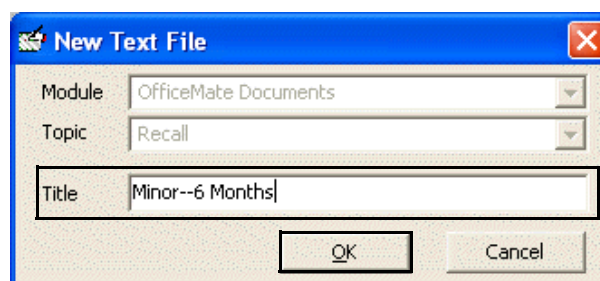 New Text File
Module OfficeMate Documents
Topic Recall
Title Minor--6 Months
OK Cancel